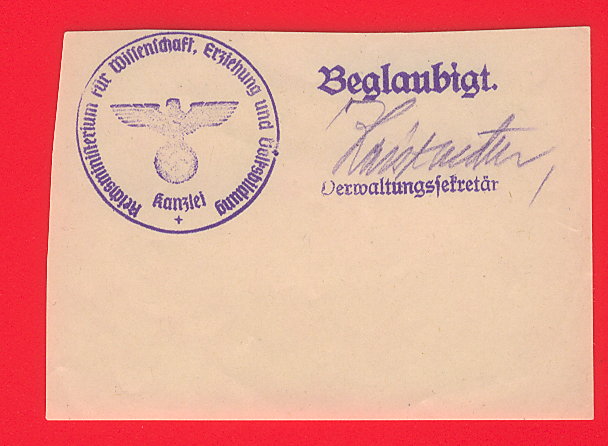 Reichsministerium für Wissenschaft, Erziehung und Volksbildung
Kanzlei
Beglaubigt.
Verwaltungssekretär